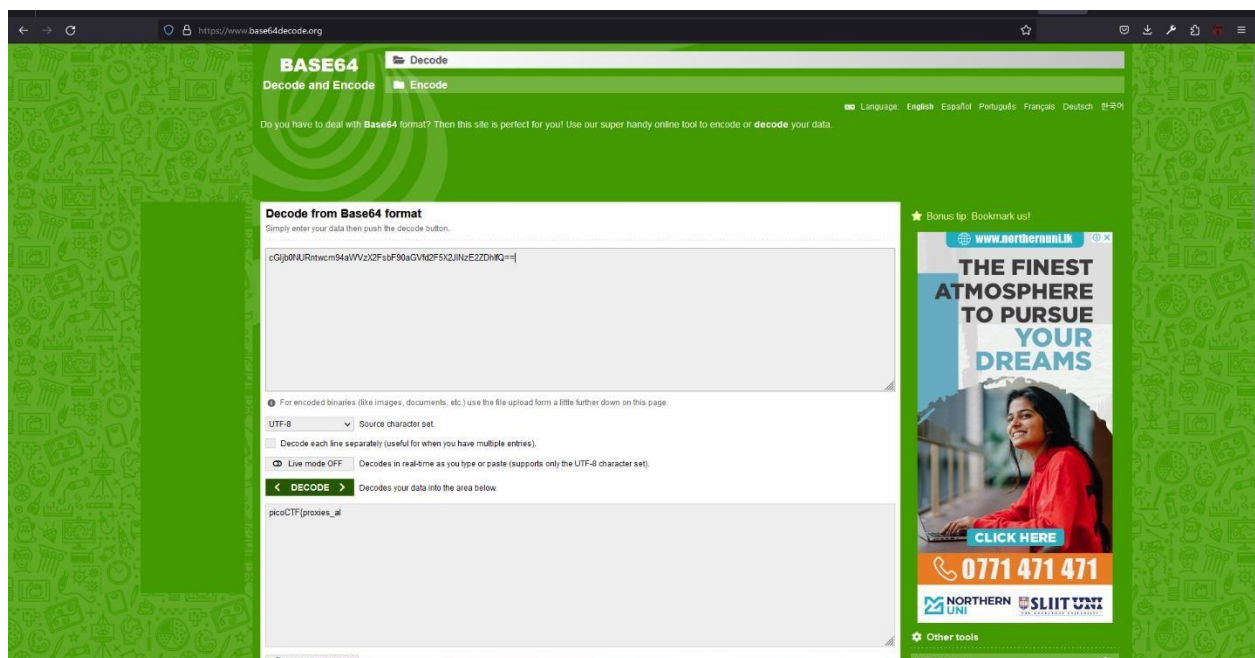 https://www.base64decode.org
BASE64
Decode and Encode
Decode
Encode
Language: English Español Português Français Deutsch 한국어
Do you have to deal with Base64 format? Then this site is perfect for you! Use our super handy online tool to encode or decode your data.
Decode from Base64 format
Simply enter your data then push the decode button.
For encoded binaries (like images, documents, etc.) use the file upload form a little further down on this page.
UTF-8 Source character set.
Decode each line separately (useful for when you have multiple entries).
Live mode OFF Decodes in real-time as you type or paste (supports only the UTF-8 character set).
< DECODE > Decodes your data into the area below.
picoCTF{proxies_al
Bonus tip: Bookmark us!
www.northernuni.lk
THE FINEST
ATMOSPHERE
TO PURSUE
YOUR
DREAMS
CLICK HERE
0771 471 471
NORTHERN
UNI
SLIIT UNI
Other tools